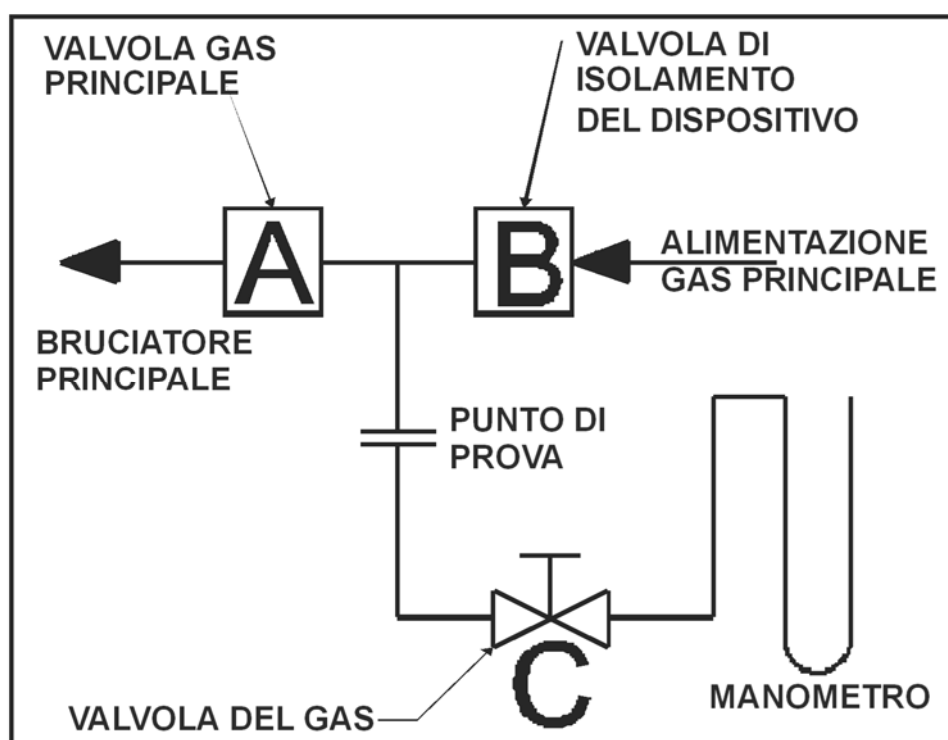 VALVOLA GAS
PRINCIPALE
VALVOLA DI
ISOLAMENTO
DEL DISPOSITIVO
A
B
ALIMENTAZIONE
GAS PRINCIPALE
BRUCIATORE
PRINCIPALE
PUNTO DI
PROVA
C
MANOMETRO
VALVOLA DEL GAS